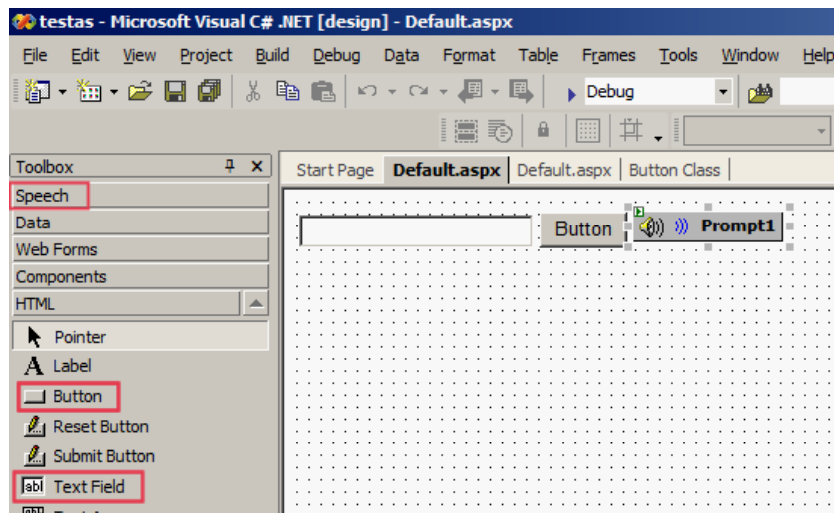 testas - Microsoft Visual C# .NET [design] - Default.aspx
File Edit View Project Build Debug Data Format Table Frames Tools Window Help
Debug
Toolbox
Start Page Default.aspx Default.aspx Button Class
Speech
Data
Web Forms
Button
Prompt1
Components
HTML
Pointer
A Label
Button
Reset Button
Submit Button
abl Text Field